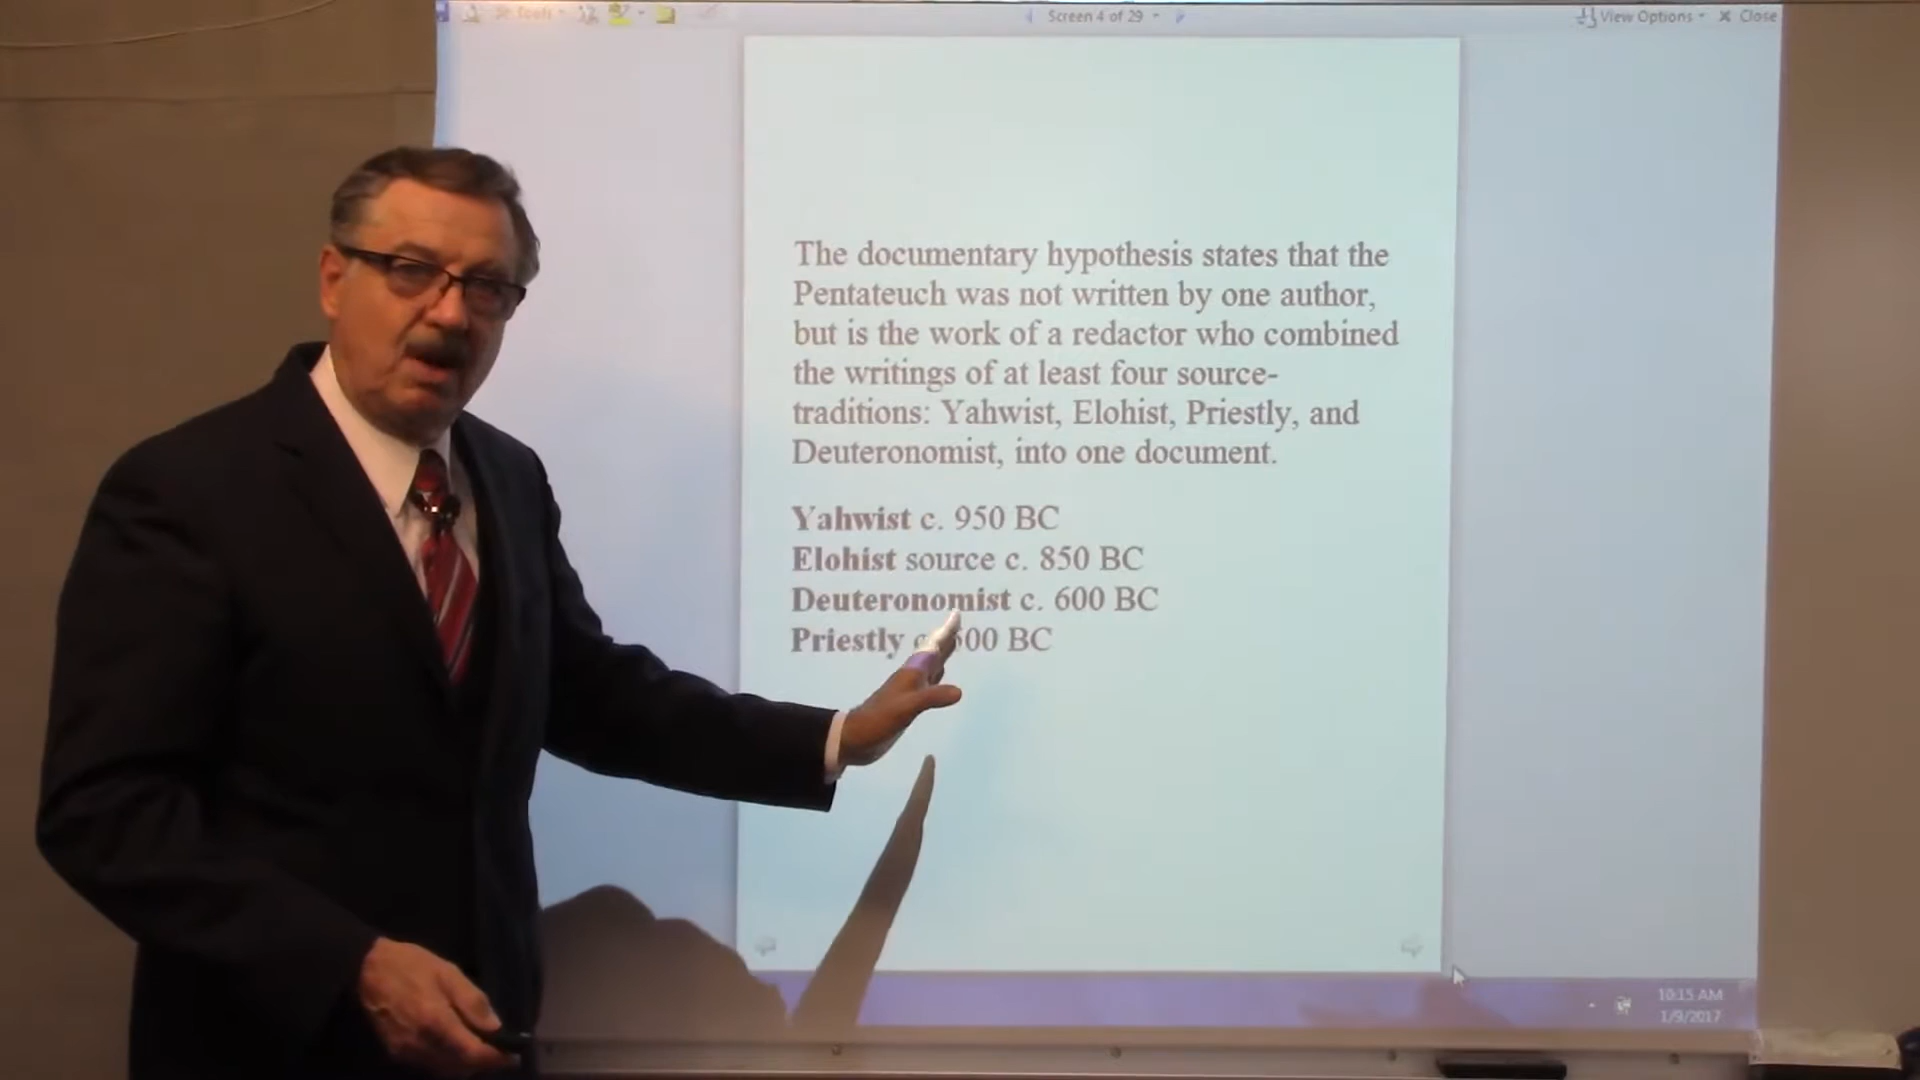 Tools
Screen 4 of 29
View Options
Close
The documentary hypothesis states that the
Pentateuch was not written by one author,
but is the work of a redactor who combined
the writings of at least four source-
traditions: Yahwist, Elohist, Priestly, and
Deuteronomist, into one document.
Yahwist c. 950 BC
Elohist source c. 850 BC
Deuteronomist c. 600 BC
Priestly BC
10:15 AM
1/9/2017